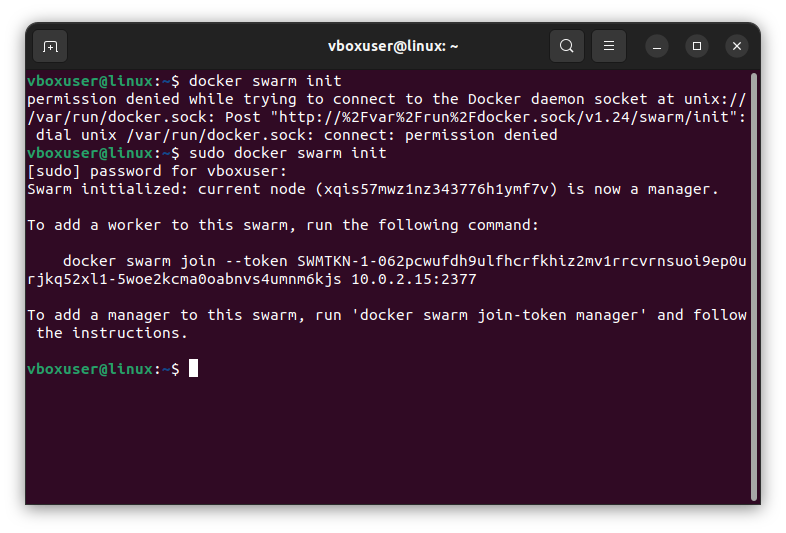 vboxuser@linux: ~
vboxuser@linux:~$ docker swarm init
permission denied while trying to connect to the Docker daemon socket at unix://
/var/run/docker.sock: Post "http://%2Fvar%2Frun%2Fdocker.sock/v1.24/swarm/init":
 dial unix /var/run/docker.sock: connect: permission denied
vboxuser@linux:~$ sudo docker swarm init
[sudo] password for vboxuser:
Swarm initialized: current node (xqis57mwz1nz343776h1ymf7v) is now a manager.
To add a worker to this swarm, run the following command:
    docker swarm join --token SWMTKN-1-062pcwufdh9ulfhcrfkhiz2mv1rrcvrnsuoi9ep0u
rjkq52xl1-5woe2kcma0oabnvs4umnm6kjs 10.0.2.15:2377
To add a manager to this swarm, run 'docker swarm join-token manager' and follow
 the instructions.
vboxuser@linux:~$